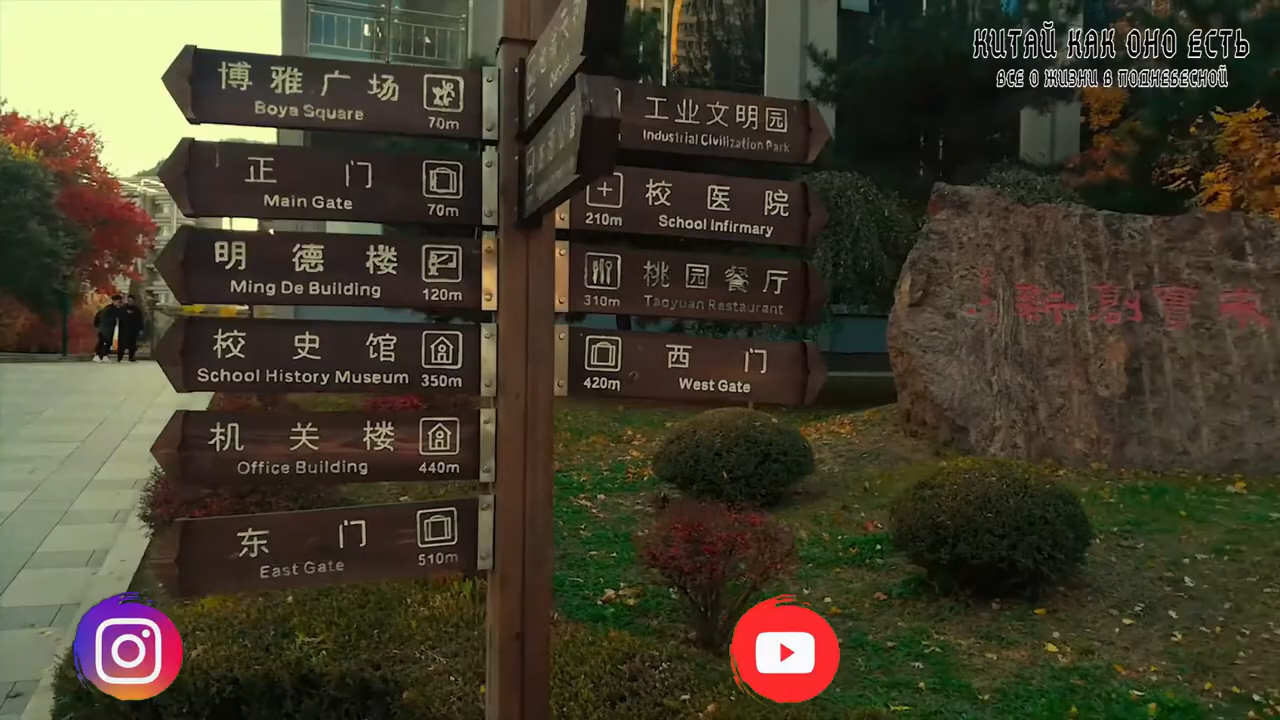 КИТАЙ КАК ОНО ЕСТЬ
ВСЕ О ЖИЗНИ В ПОДНЕБЕСНОЙ
博雅广场
Boya Square
70m
正门
Main Gate
70m
明德楼
Ming De Building
120m
校史馆
School History Museum
350m
机关楼
Office Building
440m
东门
East Gate
510m
工业文明园
Industrial Civilization Park
校医院
School Infirmary
210m
桃园餐厅
Taoyuan Restaurant
310m
西门
West Gate
420m